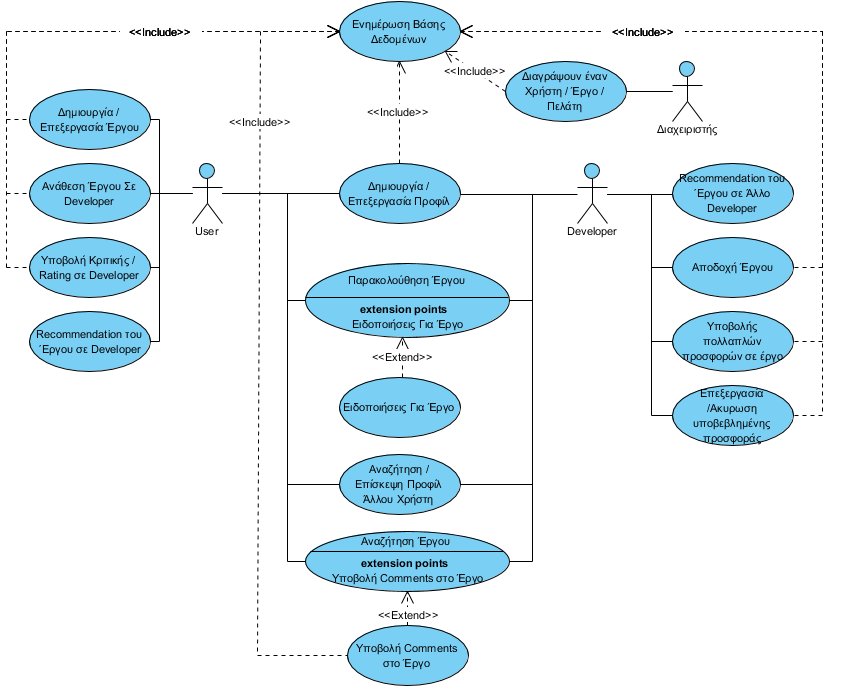 Ενημέρωση Βάσης
Δεδομένων
<<Include>>
<<Include>>
<<Include>>
Διαγράψουν έναν
Χρήστη / Έργο /
Πελάτη
Διαχειριστής
<<Include>>
<<Include>>
Δημιουργία /
Επεξεργασία Έργου
Ανάθεση Έργου Σε
Developer
Υποβολή Κριτικής /
Rating σε Developer
Recommendation του
Έργου σε Developer
User
Δημιουργία /
Επεξεργασία Προφίλ
Developer
Recommendation του
Έργου σε Άλλο
Developer
Αποδοχή Έργου
Υποβολής
πολλαπλών
προσφορών σε έργο
Επεξεργασία
/Ακυρωση
υποβεβλημένης
προσφοράς
Παρακολούθηση Έργου
extension points
Ειδοποιήσεις Για Έργο
<<Extend>>
Ειδοποιήσεις Για Έργο
Αναζήτηση /
Επίσκεψη Προφίλ
Άλλου Χρήστη
Αναζήτηση Έργου
extension points
Υποβολή Comments στο Έργο
<<Extend>>
Υποβολή Comments
στο Έργο